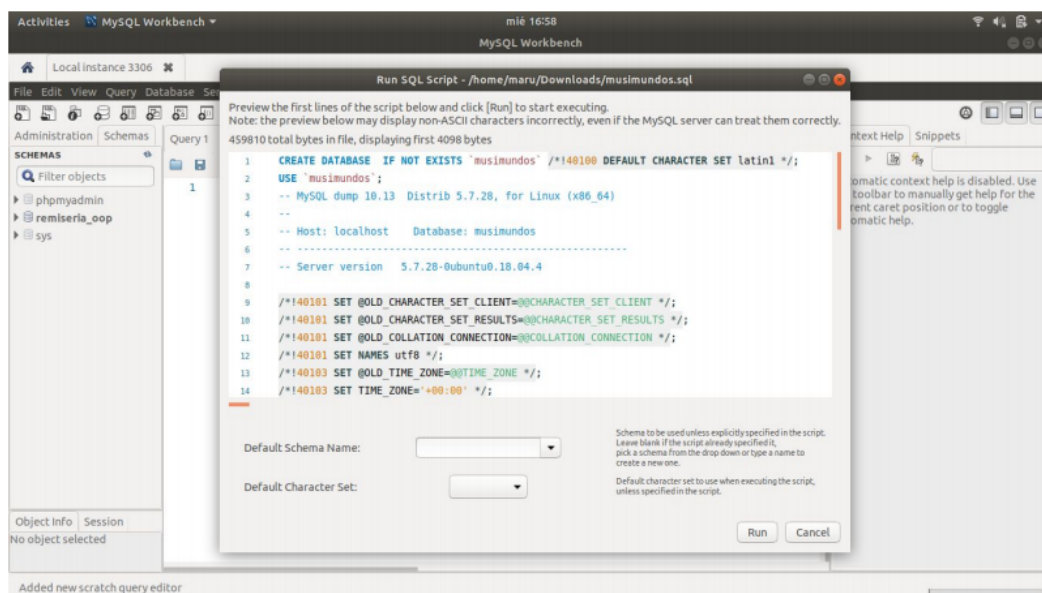 Activities MySQL Workbench mié 16:58
MySQL Workbench
Local instance 3306
File Edit View Query Database Ser
Administration Schemas Query 1
SCHEMAS
Filter objects
phpmyadmin
remiseria_oop
sys
1
Run SQL Script - /home/maru/Downloads/musimundos.sql
Preview the first lines of the script below and click [Run] to start executing.
Note: the preview below may display non-ASCII characters incorrectly, even if the MySQL server can treat them correctly.
459810 total bytes in file, displaying first 4098 bytes
1 CREATE DATABASE IF NOT EXISTS `musimundos` /*!40100 DEFAULT CHARACTER SET latin1 */;
2 USE `musimundos`;
3 -- MySQL dump 10.13 Distrib 5.7.28, for Linux (x86_64)
4 --
5 -- Host: localhost Database: musimundos
6 -- ------------------------------------------------------
7 -- Server version 5.7.28-0ubuntu0.18.04.4
8
9 /*!40101 SET @OLD_CHARACTER_SET_CLIENT=@@CHARACTER_SET_CLIENT */;
10 /*!40101 SET @OLD_CHARACTER_SET_RESULTS=@@CHARACTER_SET_RESULTS */;
11 /*!40101 SET @OLD_COLLATION_CONNECTION=@@COLLATION_CONNECTION */;
12 /*!40101 SET NAMES utf8 */;
13 /*!40103 SET @OLD_TIME_ZONE=@@TIME_ZONE */;
14 /*!40103 SET TIME_ZONE='+00:00' */;
Default Schema Name:
Schema to be used unless explicitly specified in the script.
Leave blank if the script already specified it,
pick a schema from the drop down or type a name to
create a new one.
Default Character Set:
Default character set to use when executing the script,
unless specified in the script.
Run Cancel
ntext Help Snippets
omatic context help is disabled. Use
toolbar to manually get help for the
rent caret position or to toggle
omatic help.
Object Info Session
No object selected
Added new scratch query editor